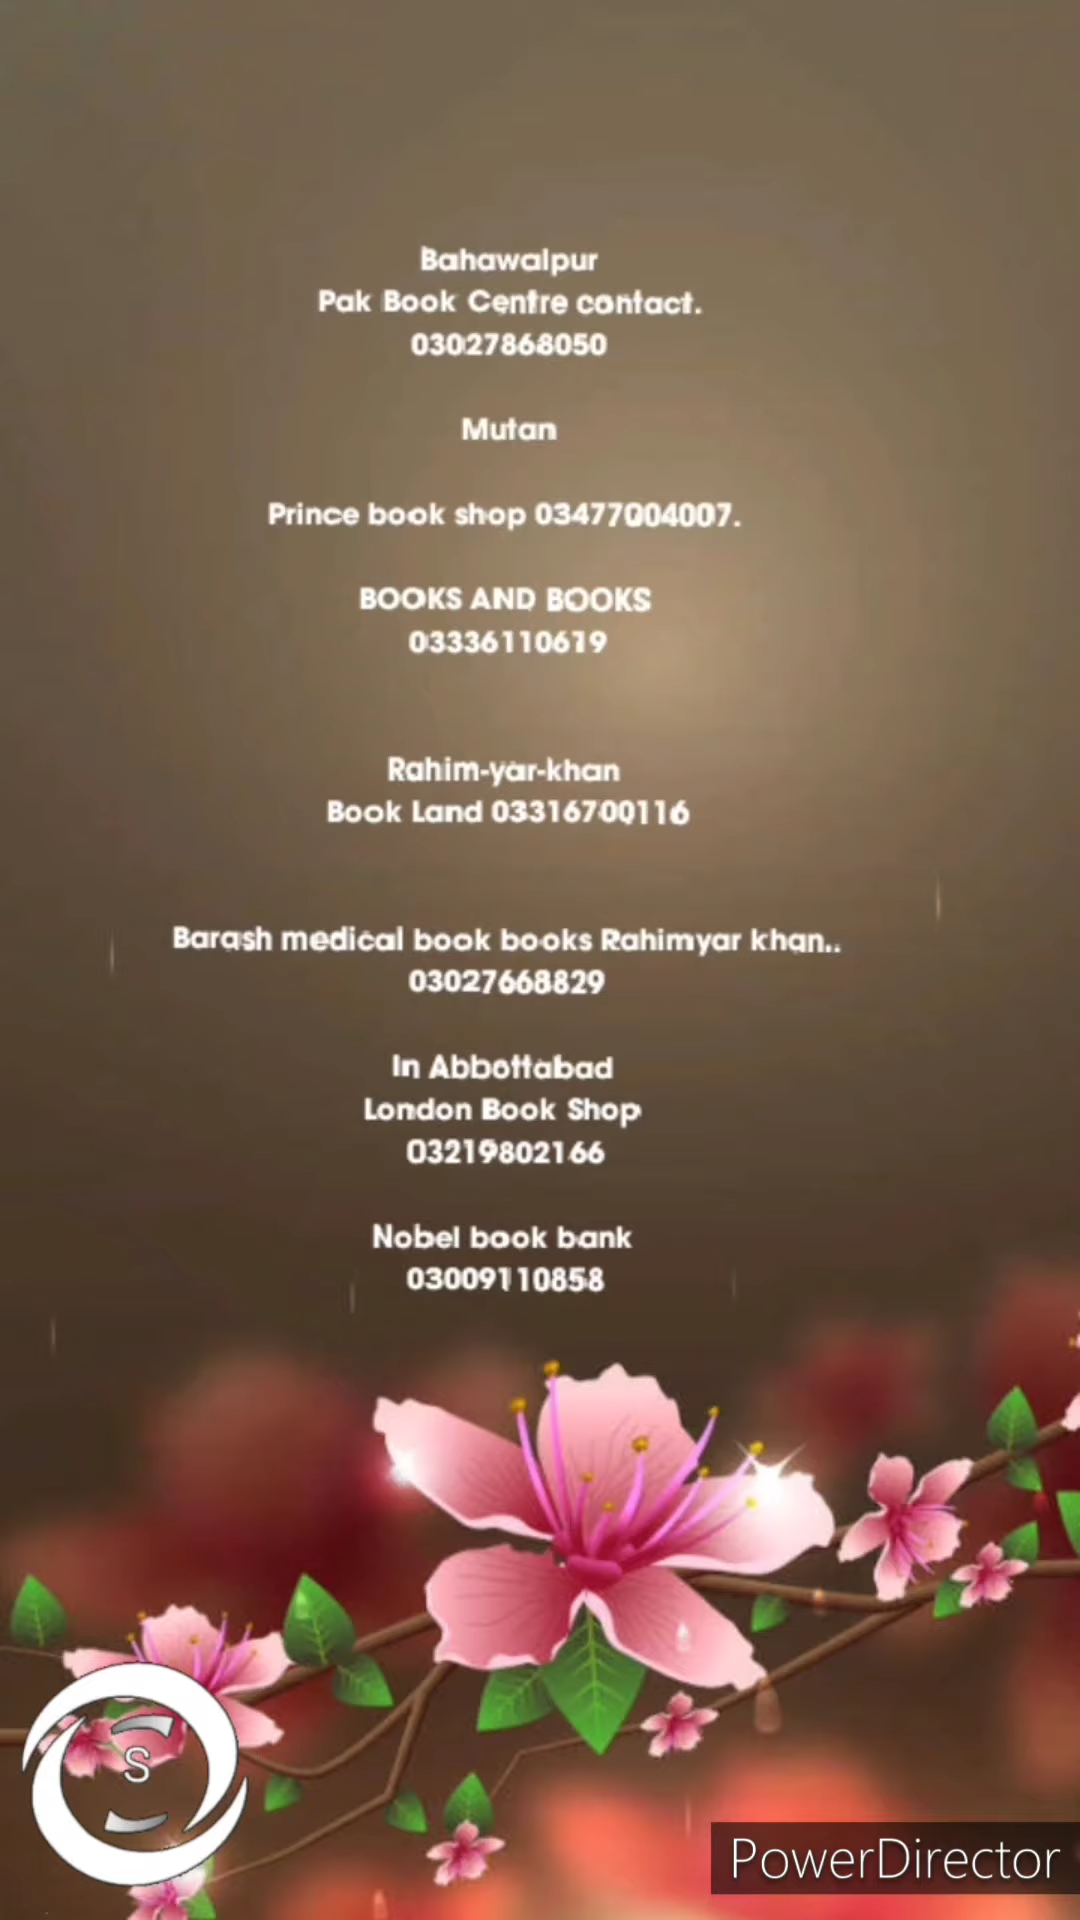 Bahawalpur
Pak Book Centre contact.
03027868050
Mutan
Prince book shop 03477004007.
BOOKS AND BOOKS
03336110619
Rahim-yar-khan
Book Land 03316700116
Barash medical book books Rahimyar khan..
03027668829
In Abbottabad
London Book Shop
03219802166
Nobel book bank
03009110858
S
PowerDirector